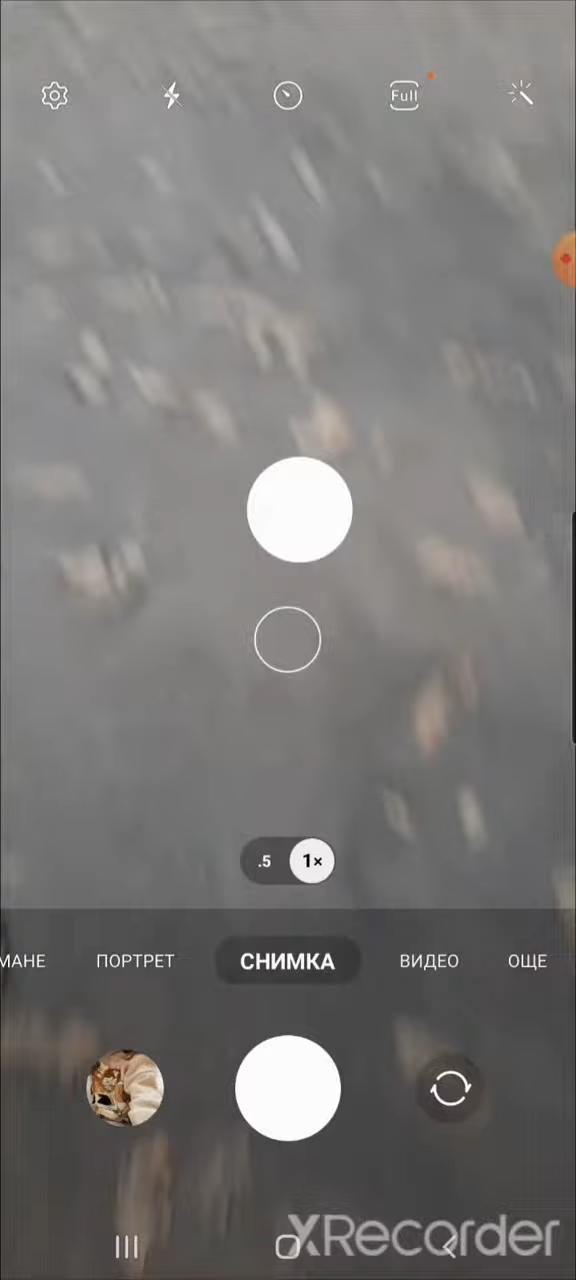 Full
.5 1×
МАНЕ ПОРТРЕТ СНИМКА ВИДЕО ОЩЕ
XRecorder